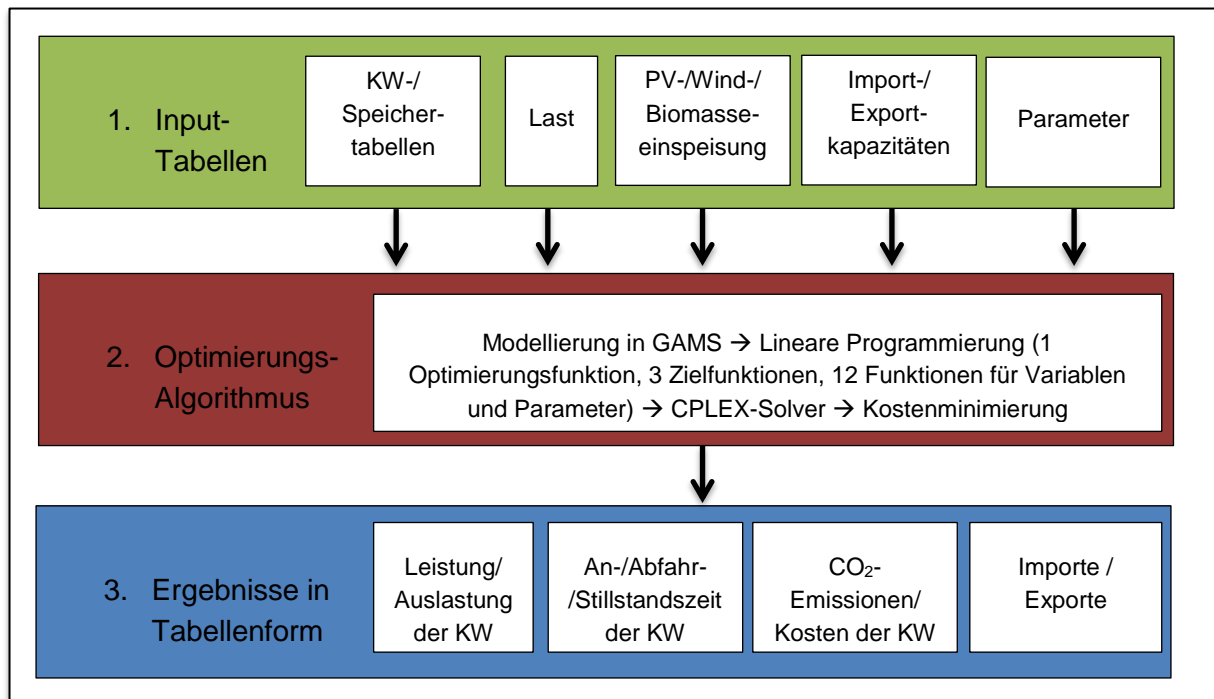 1. Input-
Tabellen
KW-/
Speicher-
tabellen
Last
PV-/Wind-/
Biomasse-
einspeisung
Import-/
Export-
kapazitäten
Parameter
2. Optimierungs-
Algorithmus
Modellierung in GAMS → Lineare Programmierung (1
Optimierungsfunktion, 3 Zielfunktionen, 12 Funktionen für Variablen
und Parameter) → CPLEX-Solver → Kostenminimierung
3. Ergebnisse in
Tabellenform
Leistung/
Auslastung
der KW
An-/Abfahr-
/Stillstandszeit
der KW
CO₂-
Emissionen/
Kosten der KW
Importe /
Exporte